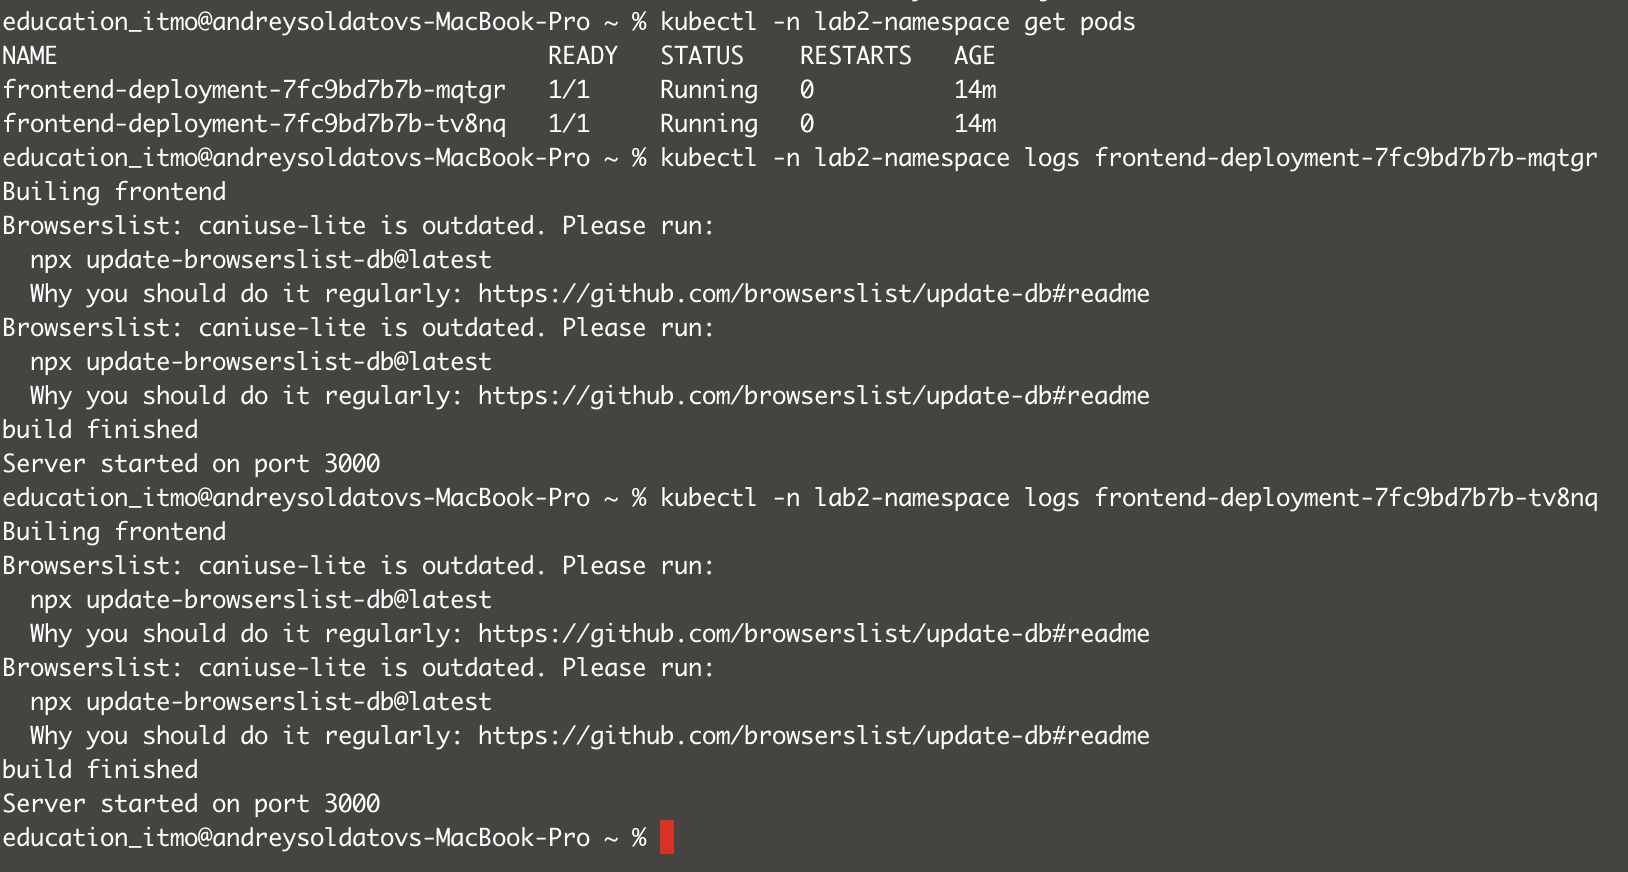 education_itmo@andreysoldatovs-MacBook-Pro ~ % kubectl -n lab2-namespace get pods
NAME READY STATUS RESTARTS AGE
frontend-deployment-7fc9bd7b7b-mqtgr 1/1 Running 0 14m
frontend-deployment-7fc9bd7b7b-tv8nq 1/1 Running 0 14m
education_itmo@andreysoldatovs-MacBook-Pro ~ % kubectl -n lab2-namespace logs frontend-deployment-7fc9bd7b7b-mqtgr
Builing frontend
Browserslist: caniuse-lite is outdated. Please run:
  npx update-browserslist-db@latest
  Why you should do it regularly: https://github.com/browserslist/update-db#readme
Browserslist: caniuse-lite is outdated. Please run:
  npx update-browserslist-db@latest
  Why you should do it regularly: https://github.com/browserslist/update-db#readme
build finished
Server started on port 3000
education_itmo@andreysoldatovs-MacBook-Pro ~ % kubectl -n lab2-namespace logs frontend-deployment-7fc9bd7b7b-tv8nq
Builing frontend
Browserslist: caniuse-lite is outdated. Please run:
  npx update-browserslist-db@latest
  Why you should do it regularly: https://github.com/browserslist/update-db#readme
Browserslist: caniuse-lite is outdated. Please run:
  npx update-browserslist-db@latest
  Why you should do it regularly: https://github.com/browserslist/update-db#readme
build finished
Server started on port 3000
education_itmo@andreysoldatovs-MacBook-Pro ~ %